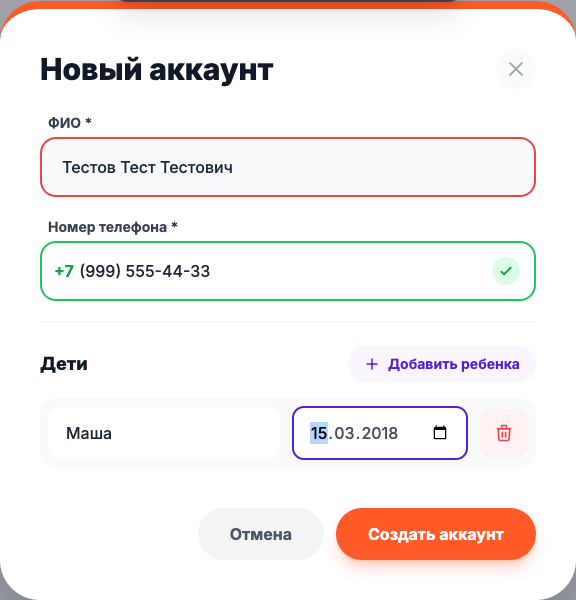 Новый аккаунт
ФИО *
Тестов Тест Тестович
Номер телефона *
+7 (999) 555-44-33
Дети
+ Добавить ребенка
Маша
15.03.2018
Отмена
Создать аккаунт